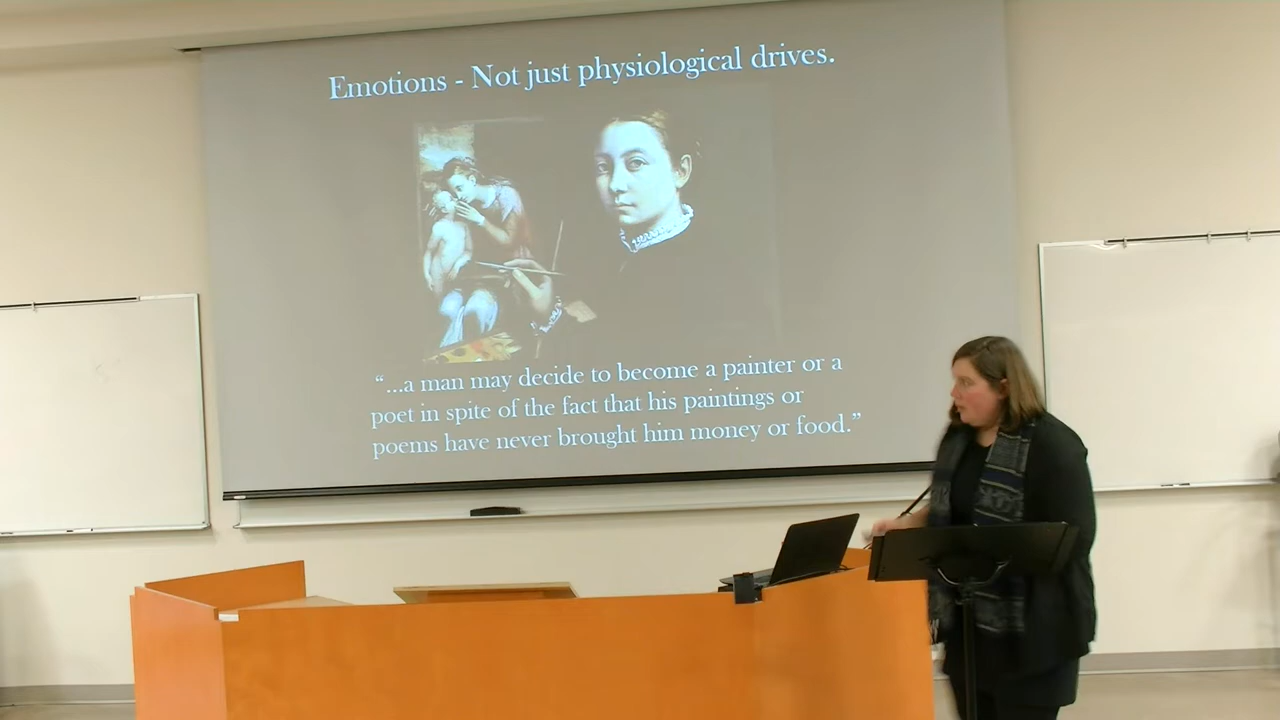 Emotions - Not just physiological drives.
“...a man may decide to become a painter or a
poet in spite of the fact that his paintings or
poems have never brought him money or food.”